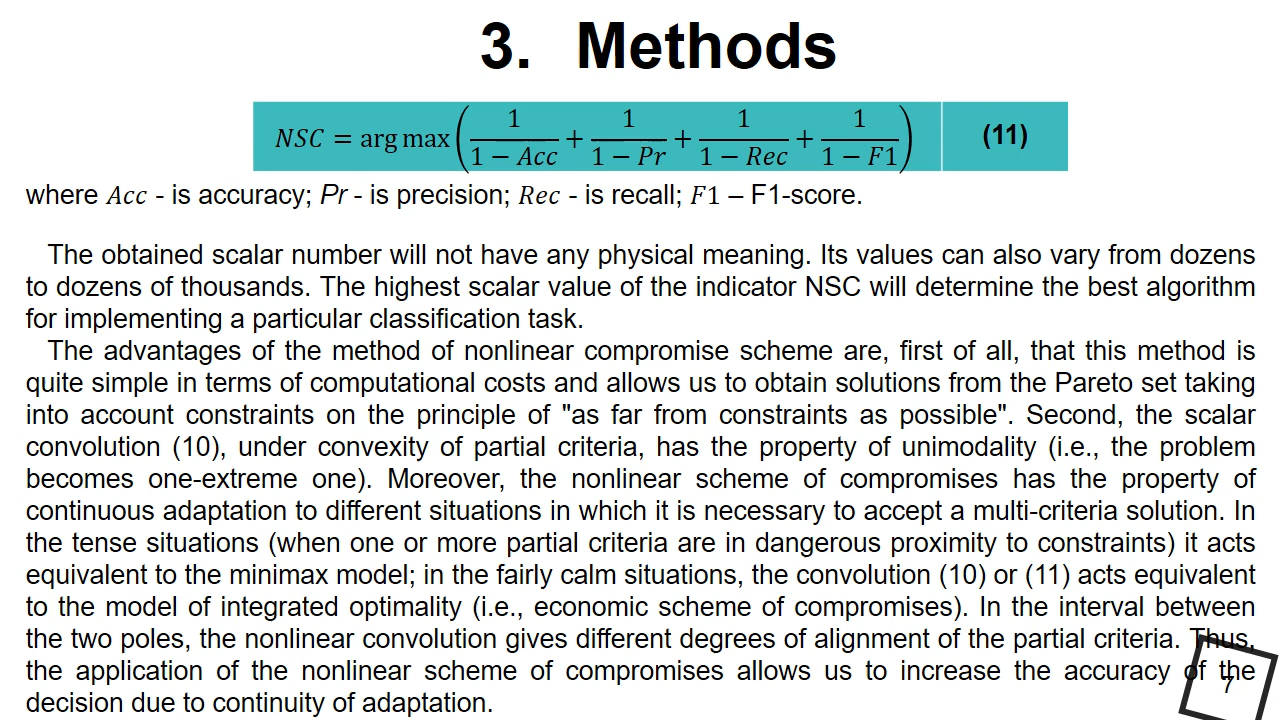 3. Methods
NSC = arg max(1/(1 − Acc) + 1/(1 − Pr) + 1/(1 − Rec) + 1/(1 − F1)) (11)
where Acc - is accuracy; Pr - is precision; Rec - is recall; F1 – F1-score.
The obtained scalar number will not have any physical meaning. Its values can also vary from dozens
to dozens of thousands. The highest scalar value of the indicator NSC will determine the best algorithm
for implementing a particular classification task.
The advantages of the method of nonlinear compromise scheme are, first of all, that this method is
quite simple in terms of computational costs and allows us to obtain solutions from the Pareto set taking
into account constraints on the principle of "as far from constraints as possible". Second, the scalar
convolution (10), under convexity of partial criteria, has the property of unimodality (i.e., the problem
becomes one-extreme one). Moreover, the nonlinear scheme of compromises has the property of
continuous adaptation to different situations in which it is necessary to accept a multi-criteria solution. In
the tense situations (when one or more partial criteria are in dangerous proximity to constraints) it acts
equivalent to the minimax model; in the fairly calm situations, the convolution (10) or (11) acts equivalent
to the model of integrated optimality (i.e., economic scheme of compromises). In the interval between
the two poles, the nonlinear convolution gives different degrees of alignment of the partial criteria. Thus,
the application of the nonlinear scheme of compromises allows us to increase the accuracy of the
decision due to continuity of adaptation.
7